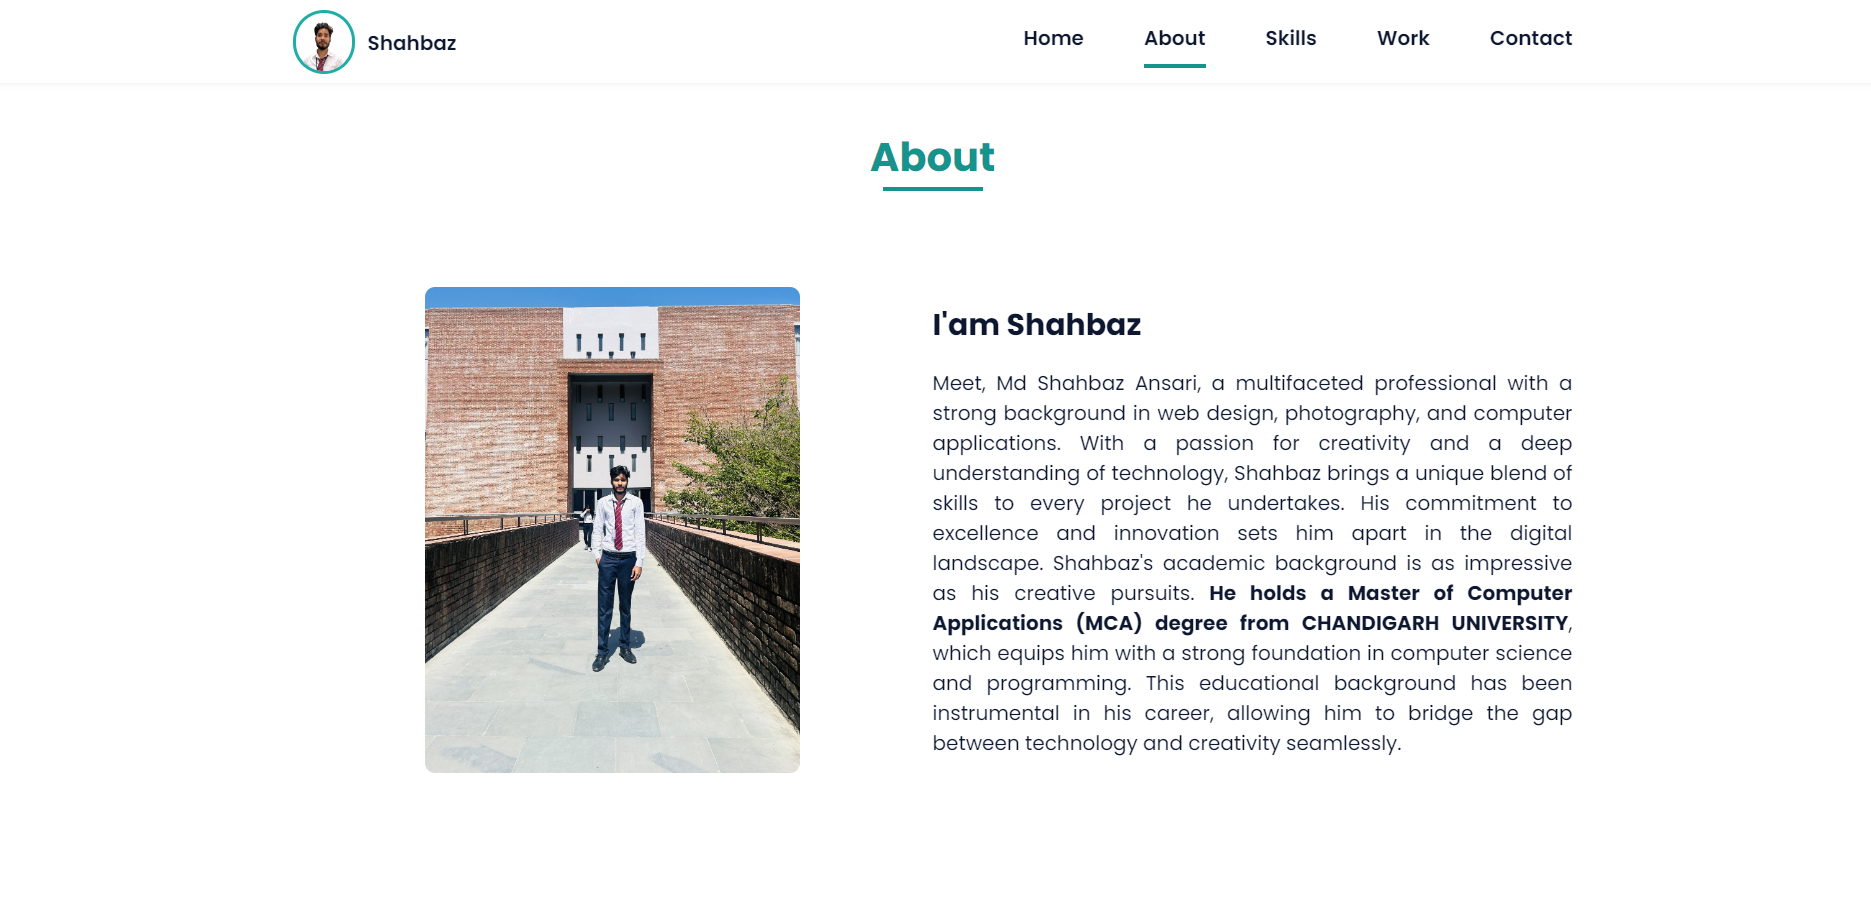 Shahbaz
Home About Skills Work Contact
About
I'am Shahbaz
Meet, Md Shahbaz Ansari, a multifaceted professional with a
strong background in web design, photography, and computer
applications. With a passion for creativity and a deep
understanding of technology, Shahbaz brings a unique blend of
skills to every project he undertakes. His commitment to
excellence and innovation sets him apart in the digital
landscape. Shahbaz's academic background is as impressive
as his creative pursuits. He holds a Master of Computer
Applications (MCA) degree from CHANDIGARH UNIVERSITY,
which equips him with a strong foundation in computer science
and programming. This educational background has been
instrumental in his career, allowing him to bridge the gap
between technology and creativity seamlessly.